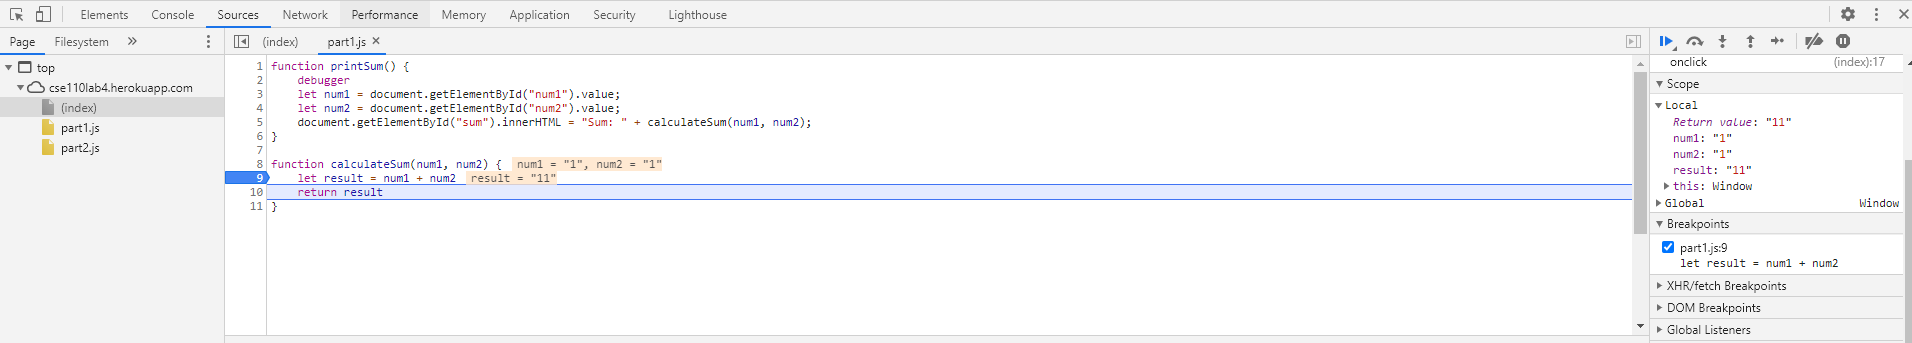 Elements Console Sources Network Performance Memory Application Security Lighthouse
Page Filesystem » (index) part1.js ×
top
cse110lab4.herokuapp.com
(index)
part1.js
part2.js
1 function printSum() {
2 debugger
3 let num1 = document.getElementById("num1").value;
4 let num2 = document.getElementById("num2").value;
5 document.getElementById("sum").innerHTML = "Sum: " + calculateSum(num1, num2);
6 }
7
8 function calculateSum(num1, num2) { num1 = "1", num2 = "1"
9 let result = num1 + num2 result = "11"
10 return result
11 }
onclick (index):17
Scope
Local
Return value: "11"
num1: "1"
num2: "1"
result: "11"
this: Window
Global Window
Breakpoints
part1.js:9
let result = num1 + num2
XHR/fetch Breakpoints
DOM Breakpoints
Global Listeners